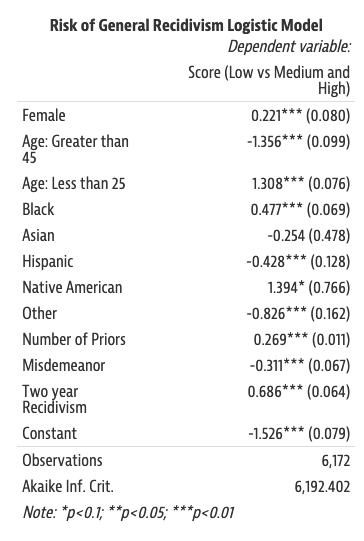 Risk of General Recidivism Logistic Model
Dependent variable:
Score (Low vs Medium and
High)
Female 0.221*** (0.080)
Age: Greater than -1.356*** (0.099)
45
Age: Less than 25 1.308*** (0.076)
Black 0.477*** (0.069)
Asian -0.254 (0.478)
Hispanic -0.428*** (0.128)
Native American 1.394* (0.766)
Other -0.826*** (0.162)
Number of Priors 0.269*** (0.011)
Misdemeanor -0.311*** (0.067)
Two year 0.686*** (0.064)
Recidivism
Constant -1.526*** (0.079)
Observations 6,172
Akaike Inf. Crit. 6,192.402
Note: *p<0.1; **p<0.05; ***p<0.01